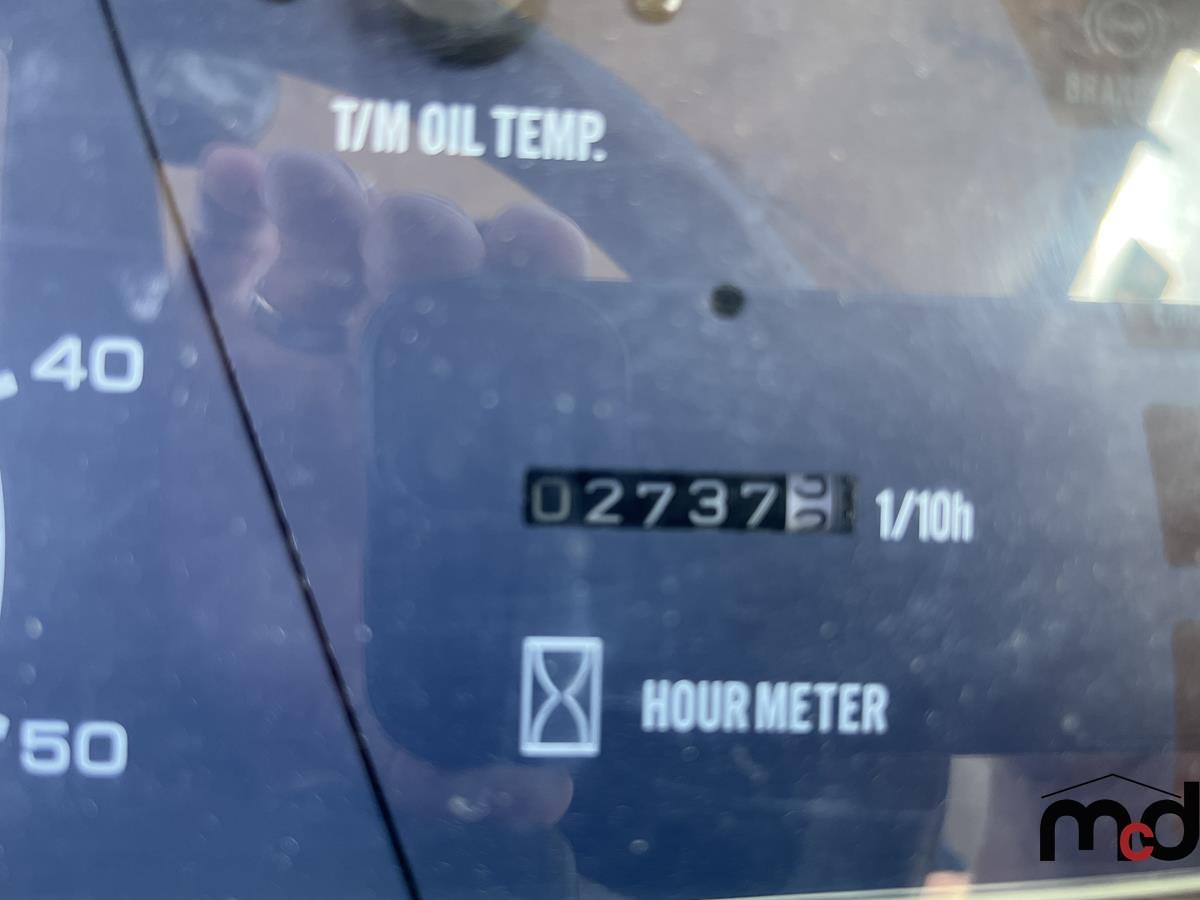 T/M OIL TEMP.
40
02737
1/10h
HOUR METER
50
mcd